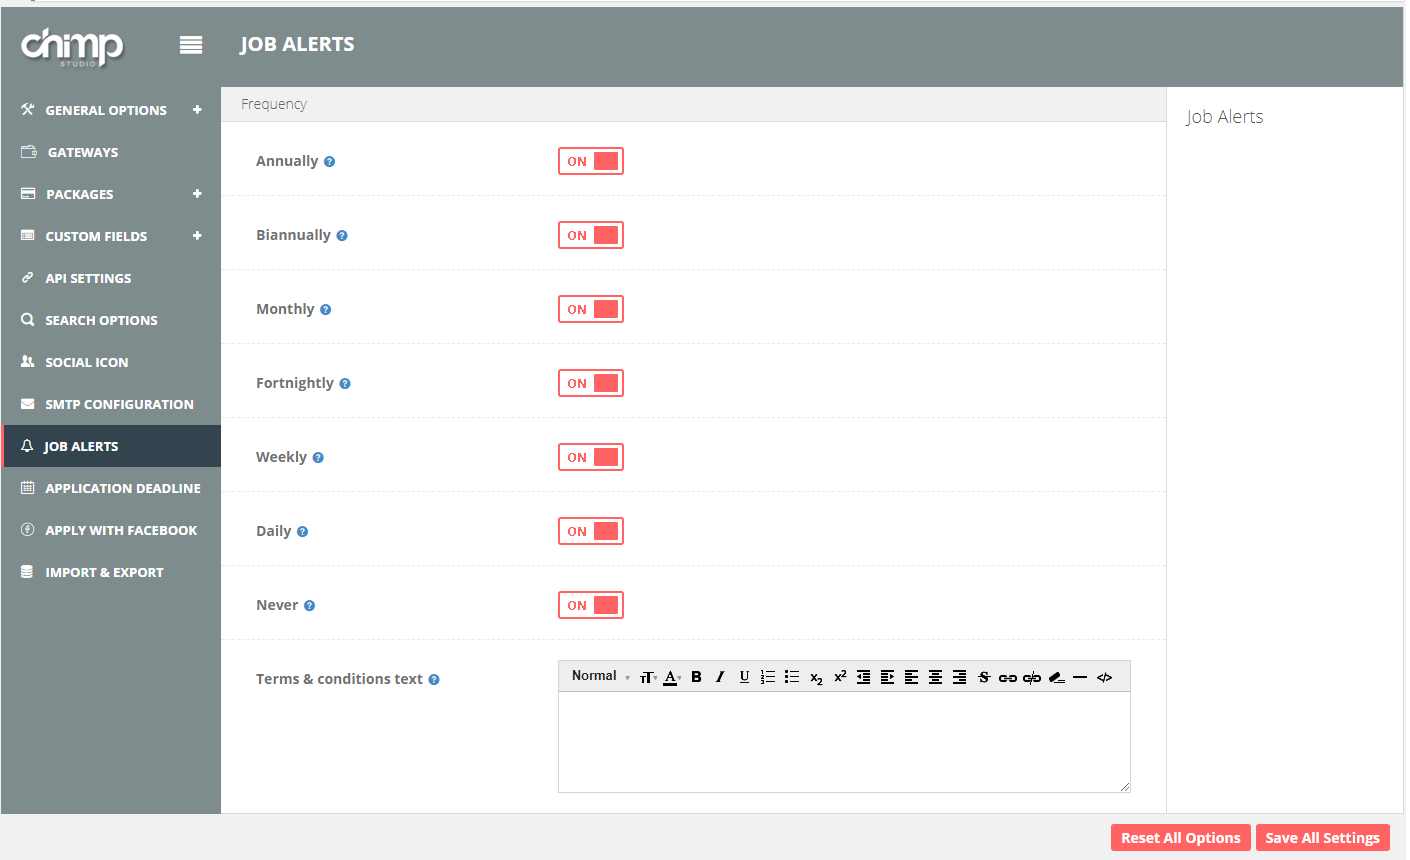 chimp
STUDIO
JOB ALERTS
GENERAL OPTIONS
GATEWAYS
PACKAGES
CUSTOM FIELDS
API SETTINGS
SEARCH OPTIONS
SOCIAL ICON
SMTP CONFIGURATION
JOB ALERTS
APPLICATION DEADLINE
APPLY WITH FACEBOOK
IMPORT & EXPORT
Frequency
Annually ON
Biannually ON
Monthly ON
Fortnightly ON
Weekly ON
Daily ON
Never ON
Terms & conditions text
Normal
Job Alerts
Reset All Options Save All Settings